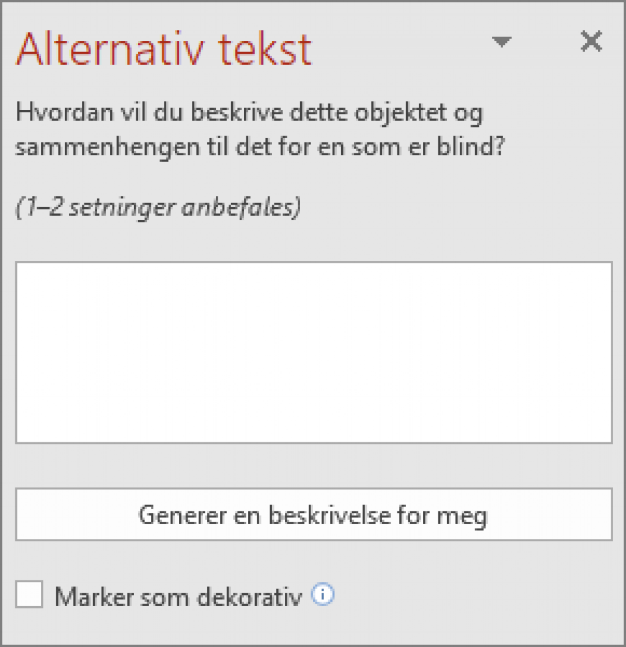 Alternativ tekst
Hvordan vil du beskrive dette objektet og
sammenhengen til det for en som er blind?
(1–2 setninger anbefales)
Generer en beskrivelse for meg
Marker som dekorativ